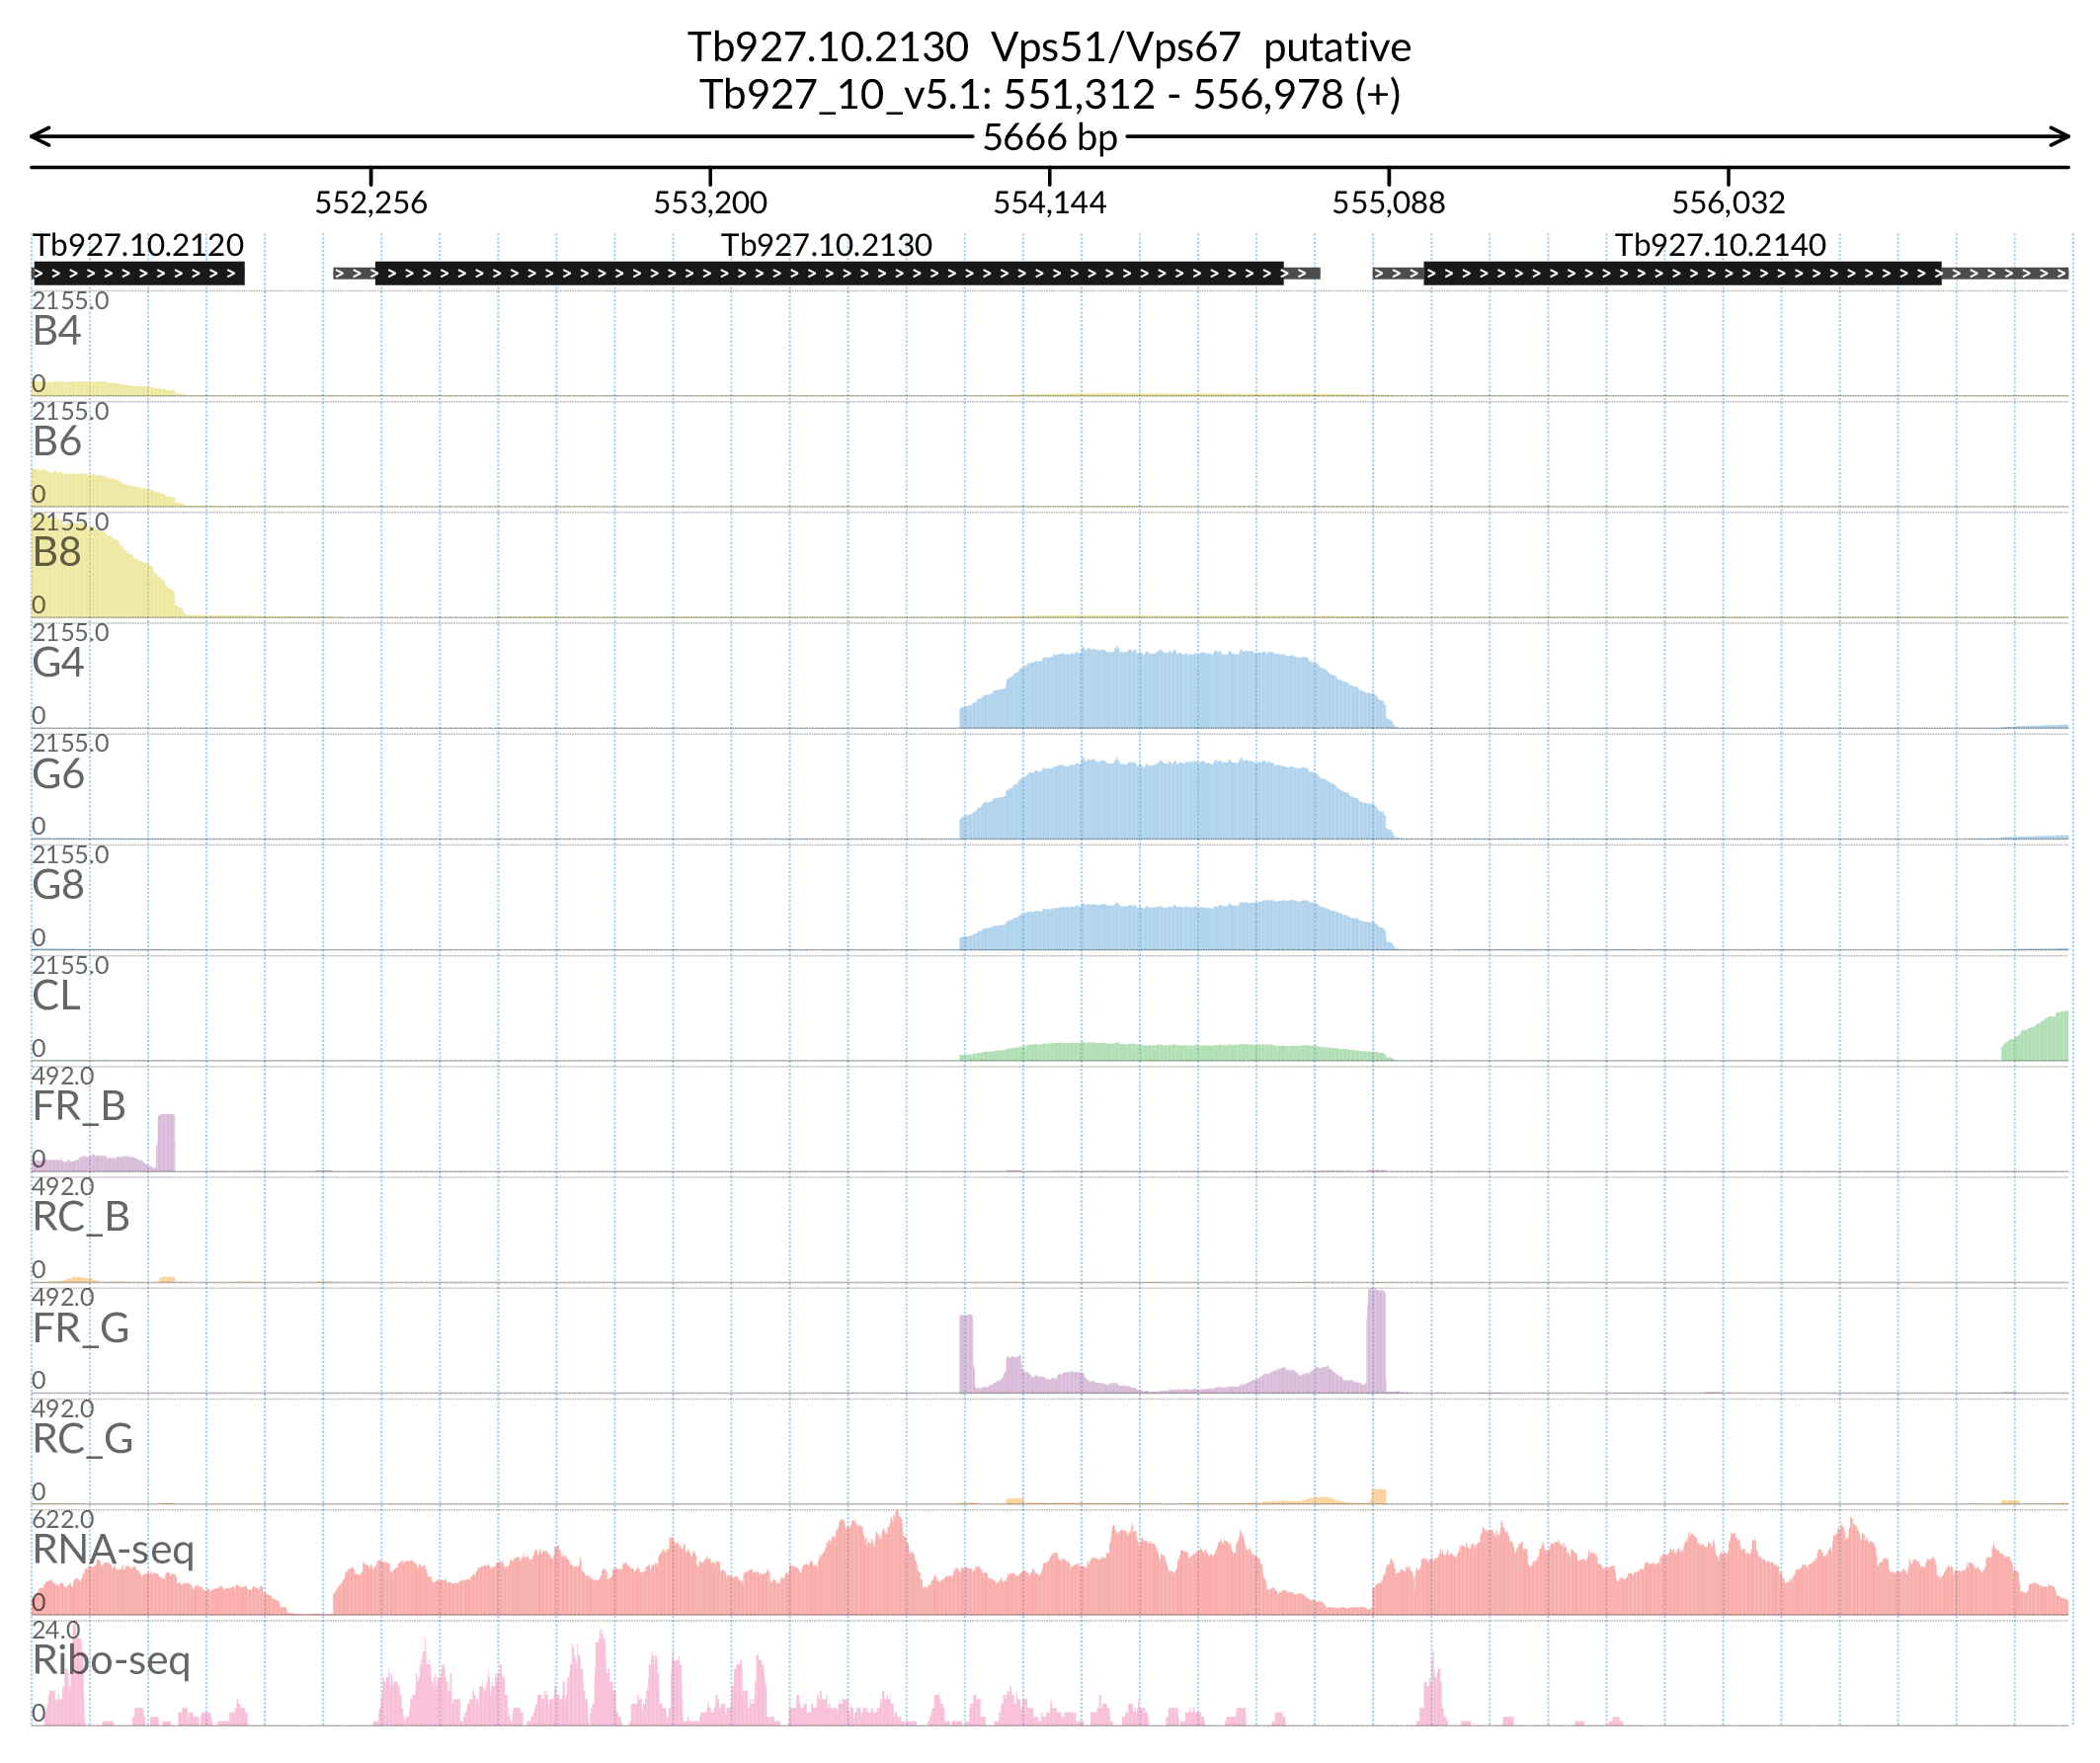 Tb927.10.2130  Vps51/Vps67  putative
Tb927_10_v5.1: 551,312 - 556,978 (+)
5666 bp
552,256 553,200 554,144 555,088 556,032
Tb927.10.2120 Tb927.10.2130 Tb927.10.2140
2155.0
B4
0
2155.0
B6
0
2155.0
B8
0
2155.0
G4
0
2155.0
G6
0
2155.0
G8
0
2155.0
CL
0
492.0
FR_B
0
492.0
RC_B
0
492.0
FR_G
0
492.0
RC_G
0
622.0
RNA-seq
0
24.0
Ribo-seq
0